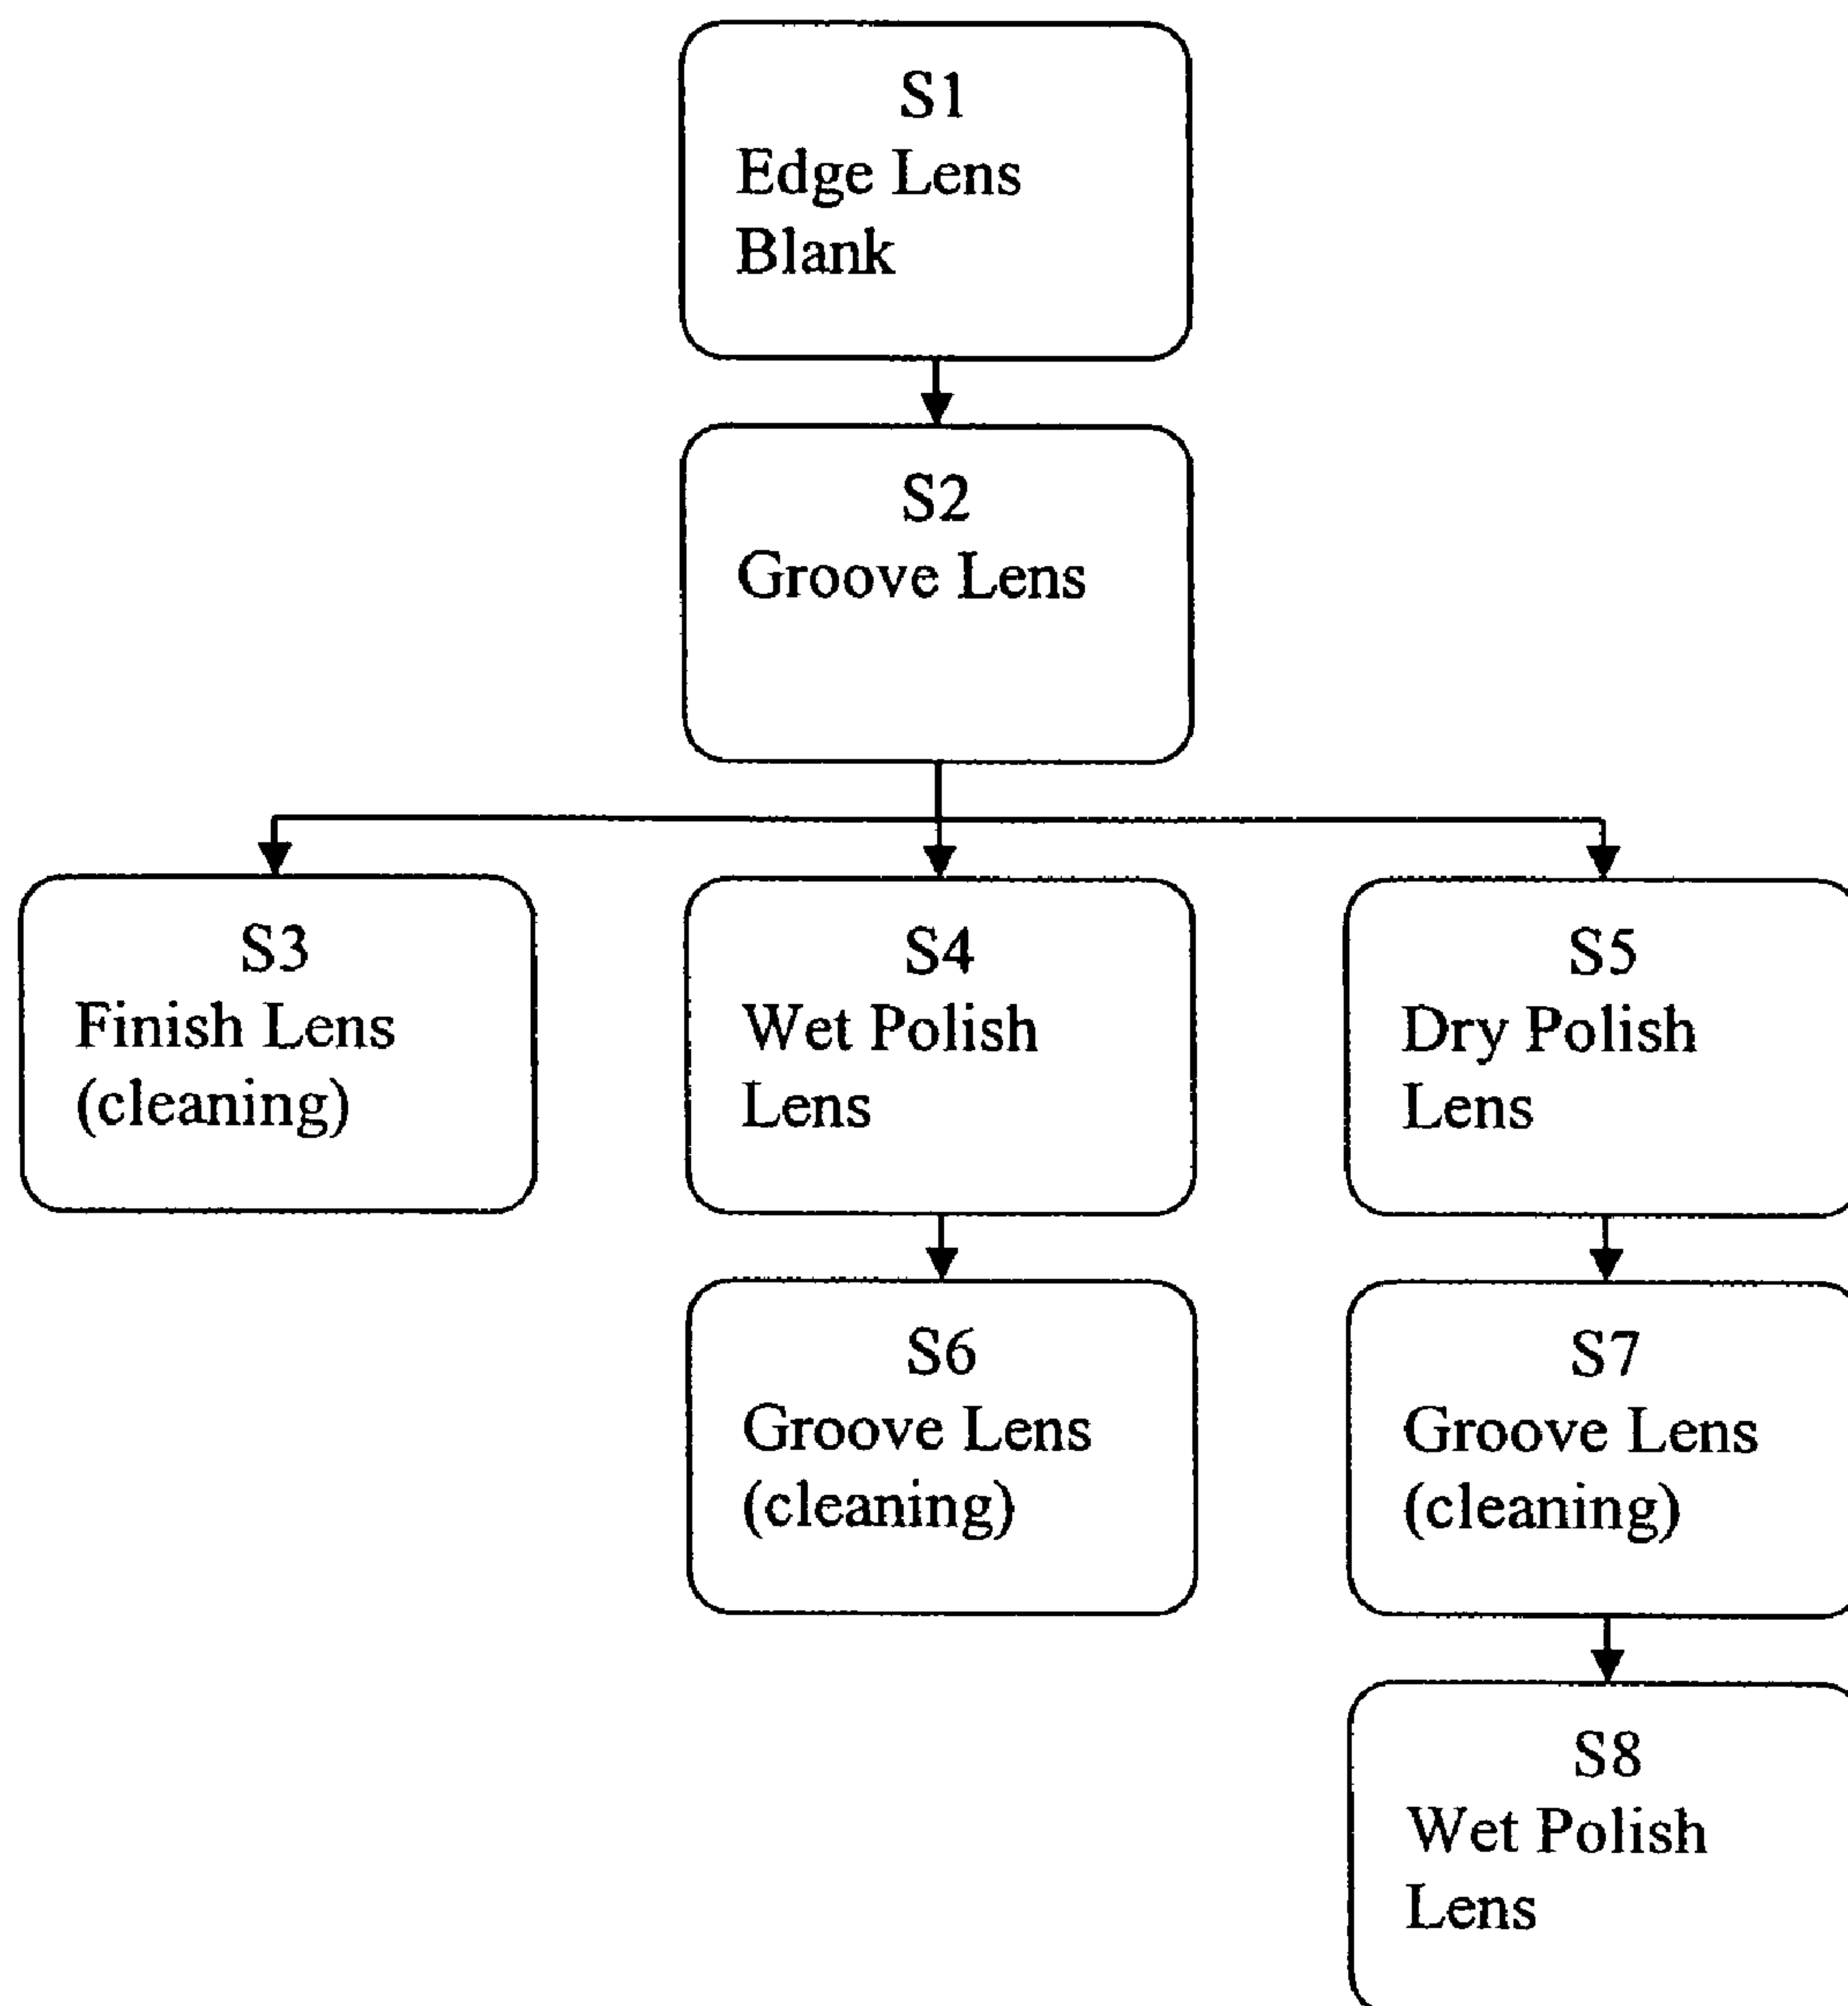 S1
Edge Lens
Blank
S2
Groove Lens
S3
Finish Lens
(cleaning)
S4
Wet Polish
Lens
S5
Dry Polish
Lens
S6
Groove Lens
(cleaning)
S7
Groove Lens
(cleaning)
S8
Wet Polish
Lens